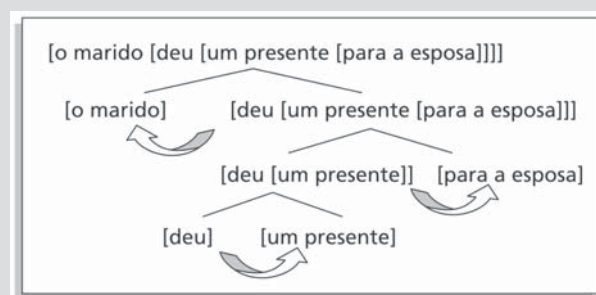 [o marido [deu [um presente [para a esposa]]]]
[o marido] [deu [um presente [para a esposa]]]
[deu [um presente]] [para a esposa]
[deu] [um presente]